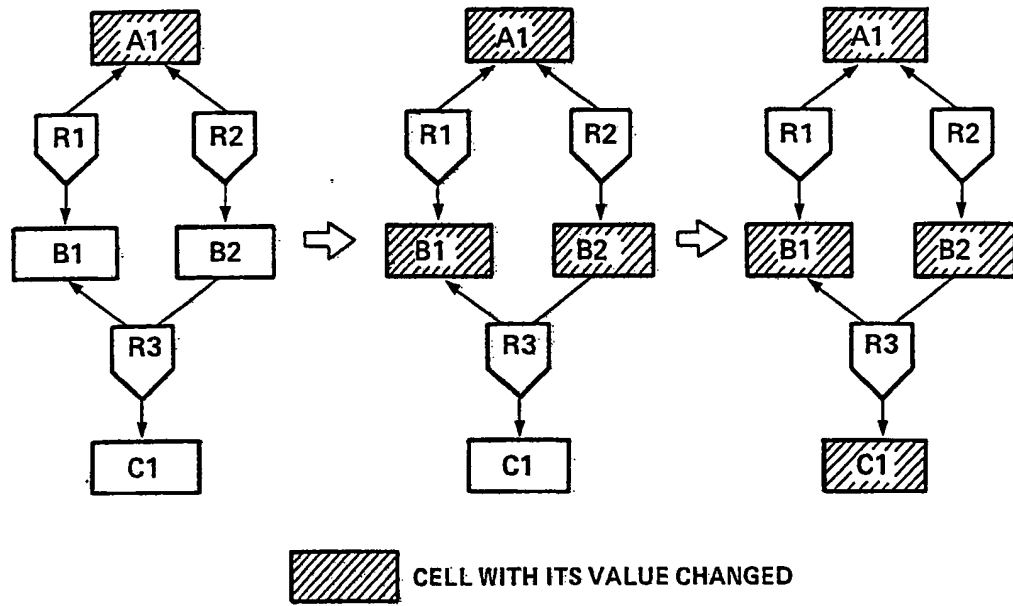 A1 A1 A1
R1 R2 R1 R2 R1 R2
B1 B2 B1 B2 B1 B2
R3 R3 R3
C1 C1 C1
CELL WITH ITS VALUE CHANGED